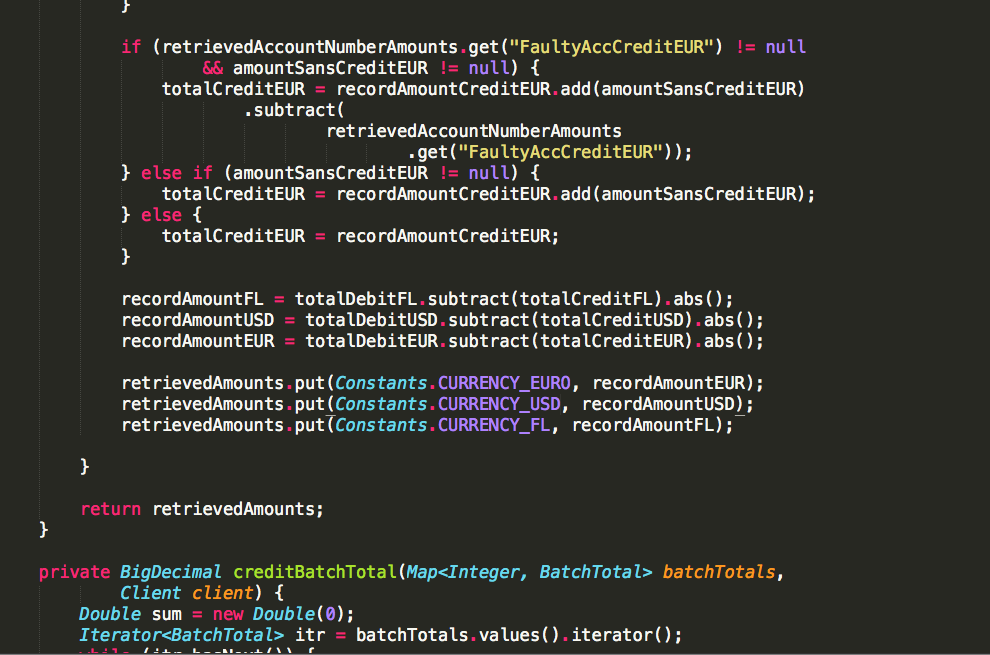 }
if (retrievedAccountNumberAmounts.get("FaultyAccCreditEUR") != null
&& amountSansCreditEUR != null) {
totalCreditEUR = recordAmountCreditEUR.add(amountSansCreditEUR)
.subtract(
retrievedAccountNumberAmounts
.get("FaultyAccCreditEUR"));
} else if (amountSansCreditEUR != null) {
totalCreditEUR = recordAmountCreditEUR.add(amountSansCreditEUR);
} else {
totalCreditEUR = recordAmountCreditEUR;
}
recordAmountFL = totalDebitFL.subtract(totalCreditFL).abs();
recordAmountUSD = totalDebitUSD.subtract(totalCreditUSD).abs();
recordAmountEUR = totalDebitEUR.subtract(totalCreditEUR).abs();
retrievedAmounts.put(Constants.CURRENCY_EURO, recordAmountEUR);
retrievedAmounts.put(Constants.CURRENCY_USD, recordAmountUSD);
retrievedAmounts.put(Constants.CURRENCY_FL, recordAmountFL);
}
return retrievedAmounts;
}
private BigDecimal creditBatchTotal(Map<Integer, BatchTotal> batchTotals,
Client client) {
Double sum = new Double(0);
Iterator<BatchTotal> itr = batchTotals.values().iterator();
while (itr.hasNext()) {